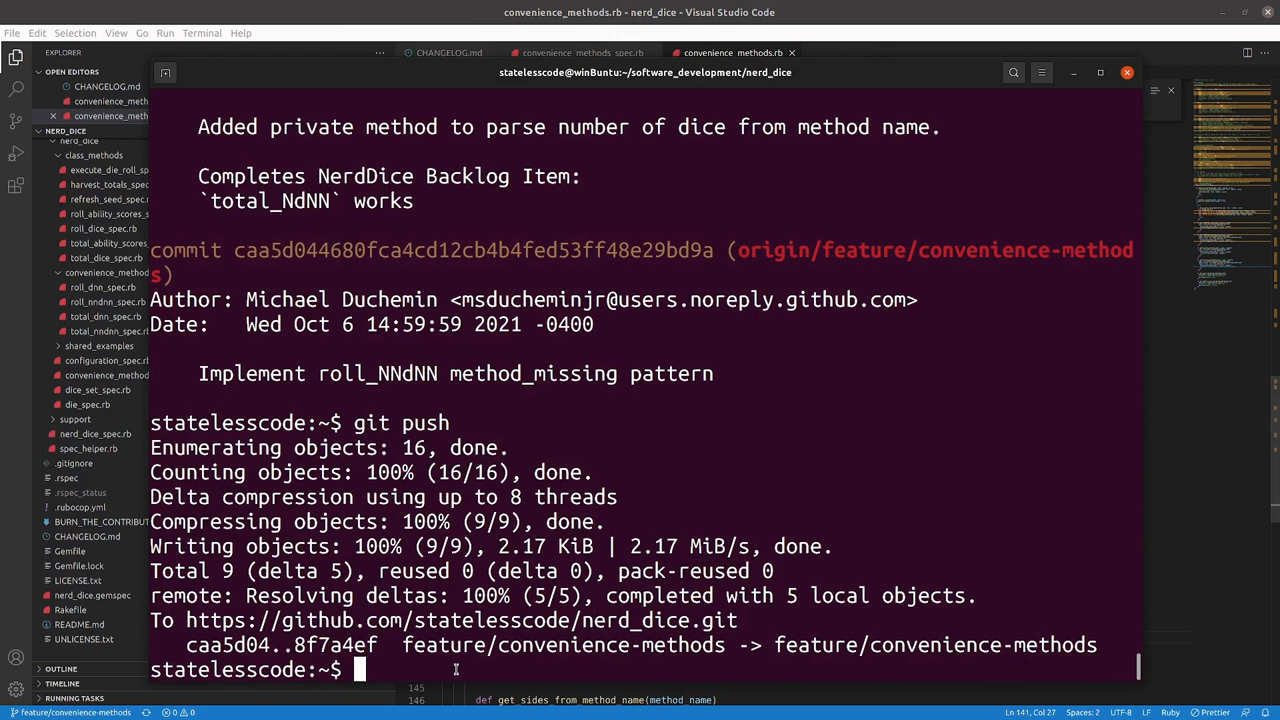 convenience_methods.rb - nerd_dice - Visual Studio Code
File Edit Selection View Go Run Terminal Help
EXPLORER
OPEN EDITORS
CHANGELOG.md
convenience_meth
convenience_meth
NERD_DICE
nerd_dice
class_methods
execute_die_roll_sp
harvest_totals_spec
refresh_seed_spec.
roll_ability_scores_s
roll_dice_spec.rb
total_ability_scores
total_dice_spec.rb
convenience_method
roll_dnn_spec.rb
roll_nndnn_spec.rb
total_dnn_spec.rb
total_nndnn_spec.rb
shared_examples
configuration_spec.rb
convenience_method
dice_set_spec.rb
die_spec.rb
support
nerd_dice_spec.rb
spec_helper.rb
.gitignore
.rspec
.rspec_status
.rubocop.yml
BURN_THE_CONTRIBUT
CHANGELOG.md
Gemfile
Gemfile.lock
LICENSE.txt
nerd_dice.gemspec
Rakefile
README.md
UNLICENSE.txt
OUTLINE
TIMELINE
RUNNING TASKS
CHANGELOG.md convenience_methods_spec.rb convenience_methods.rb
statelesscode@winBuntu:~/software_development/nerd_dice
Added private method to parse number of dice from method name.
Completes NerdDice Backlog Item:
`total_NdNN` works
(origin/feature/convenience-method
s)
Author: Michael Duchemin <msducheminjr@users.noreply.github.com>
Date: Wed Oct 6 14:59:59 2021 -0400
Implement roll_NNdNN method_missing pattern
statelesscode:~$ git push
Enumerating objects: 16, done.
Counting objects: 100% (16/16), done.
Delta compression using up to 8 threads
Compressing objects: 100% (9/9), done.
Writing objects: 100% (9/9), 2.17 KiB | 2.17 MiB/s, done.
Total 9 (delta 5), reused 0 (delta 0), pack-reused 0
remote: Resolving deltas: 100% (5/5), completed with 5 local objects.
To https://github.com/statelesscode/nerd_dice.git
caa5d04..8f7a4ef feature/convenience-methods -> feature/convenience-methods
statelesscode:~$
145
146 def get_sides_from_method_name(method_name)
feature/convenience-methods 0 0 Ln 141, Col 27 Spaces: 2 UTF-8 LF Ruby Prettier